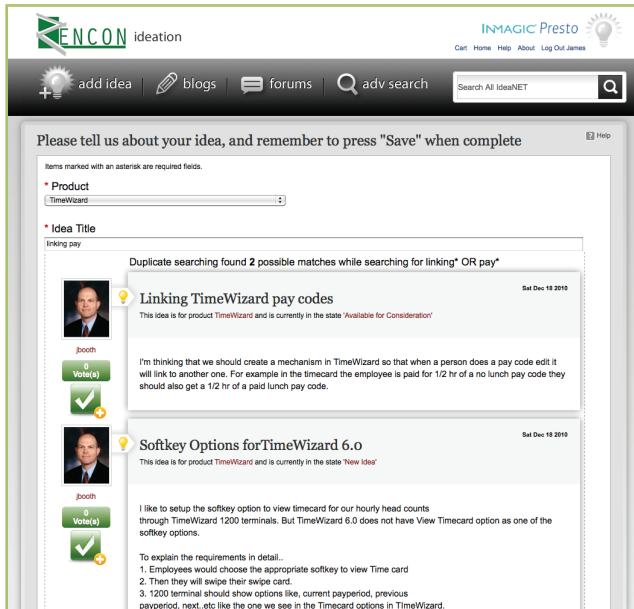 ZENCON ideation
INMAGIC Presto
Cart Home Help About Log Out James
add idea
blogs
forums
adv search
Search All IdeaNET
Please tell us about your idea, and remember to press "Save" when complete
? Help
Items marked with an asterisk are required fields.
* Product
TimeWizard
* Idea Title
linking pay
Duplicate searching found 2 possible matches while searching for linking* OR pay*
Linking TimeWizard pay codes
Sat Dec 18 2010
This idea is for product TimeWizard and is currently in the state 'Available for Consideration'
jbooth
0
Vote(s)
I'm thinking that we should create a mechanism in TimeWizard so that when a person does a pay code edit it
will link to another one. For example in the timecard the employee is paid for 1/2 hr of a no lunch pay code they
should also get a 1/2 hr of a paid lunch pay code.
Softkey Options forTimeWizard 6.0
Sat Dec 18 2010
This idea is for product TimeWizard and is currently in the state 'New Idea'
jbooth
0
Vote(s)
I like to setup the softkey option to view timecard for our hourly head counts
through TimeWizard 1200 terminals. But TimeWizard 6.0 does not have View Timecard option as one of the
softkey options.
To explain the requirements in detail..
1. Employees would choose the appropriate softkey to view Time card
2. Then they will swipe their swipe card.
3. 1200 terminal should show options like, current payperiod, previous
payperiod, next..etc like the one we see in the Timecard options in TImeWizard.